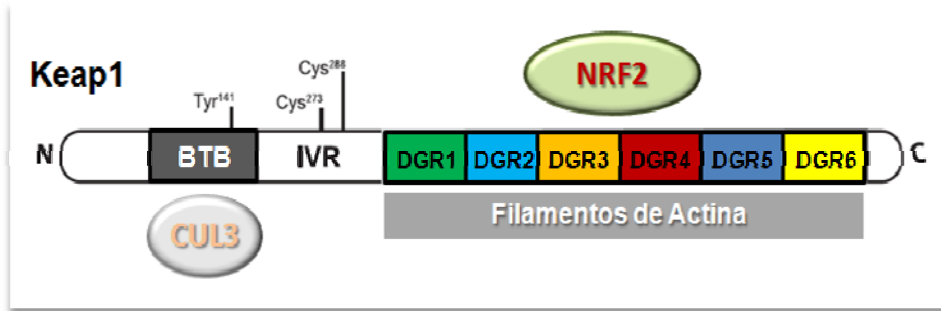 Keap1
NRF2
Tyr¹⁴¹
Cys²⁷³
Cys²⁸⁸
N
BTB
IVR
DGR1
DGR2
DGR3
DGR4
DGR5
DGR6
C
CUL3
Filamentos de Actina